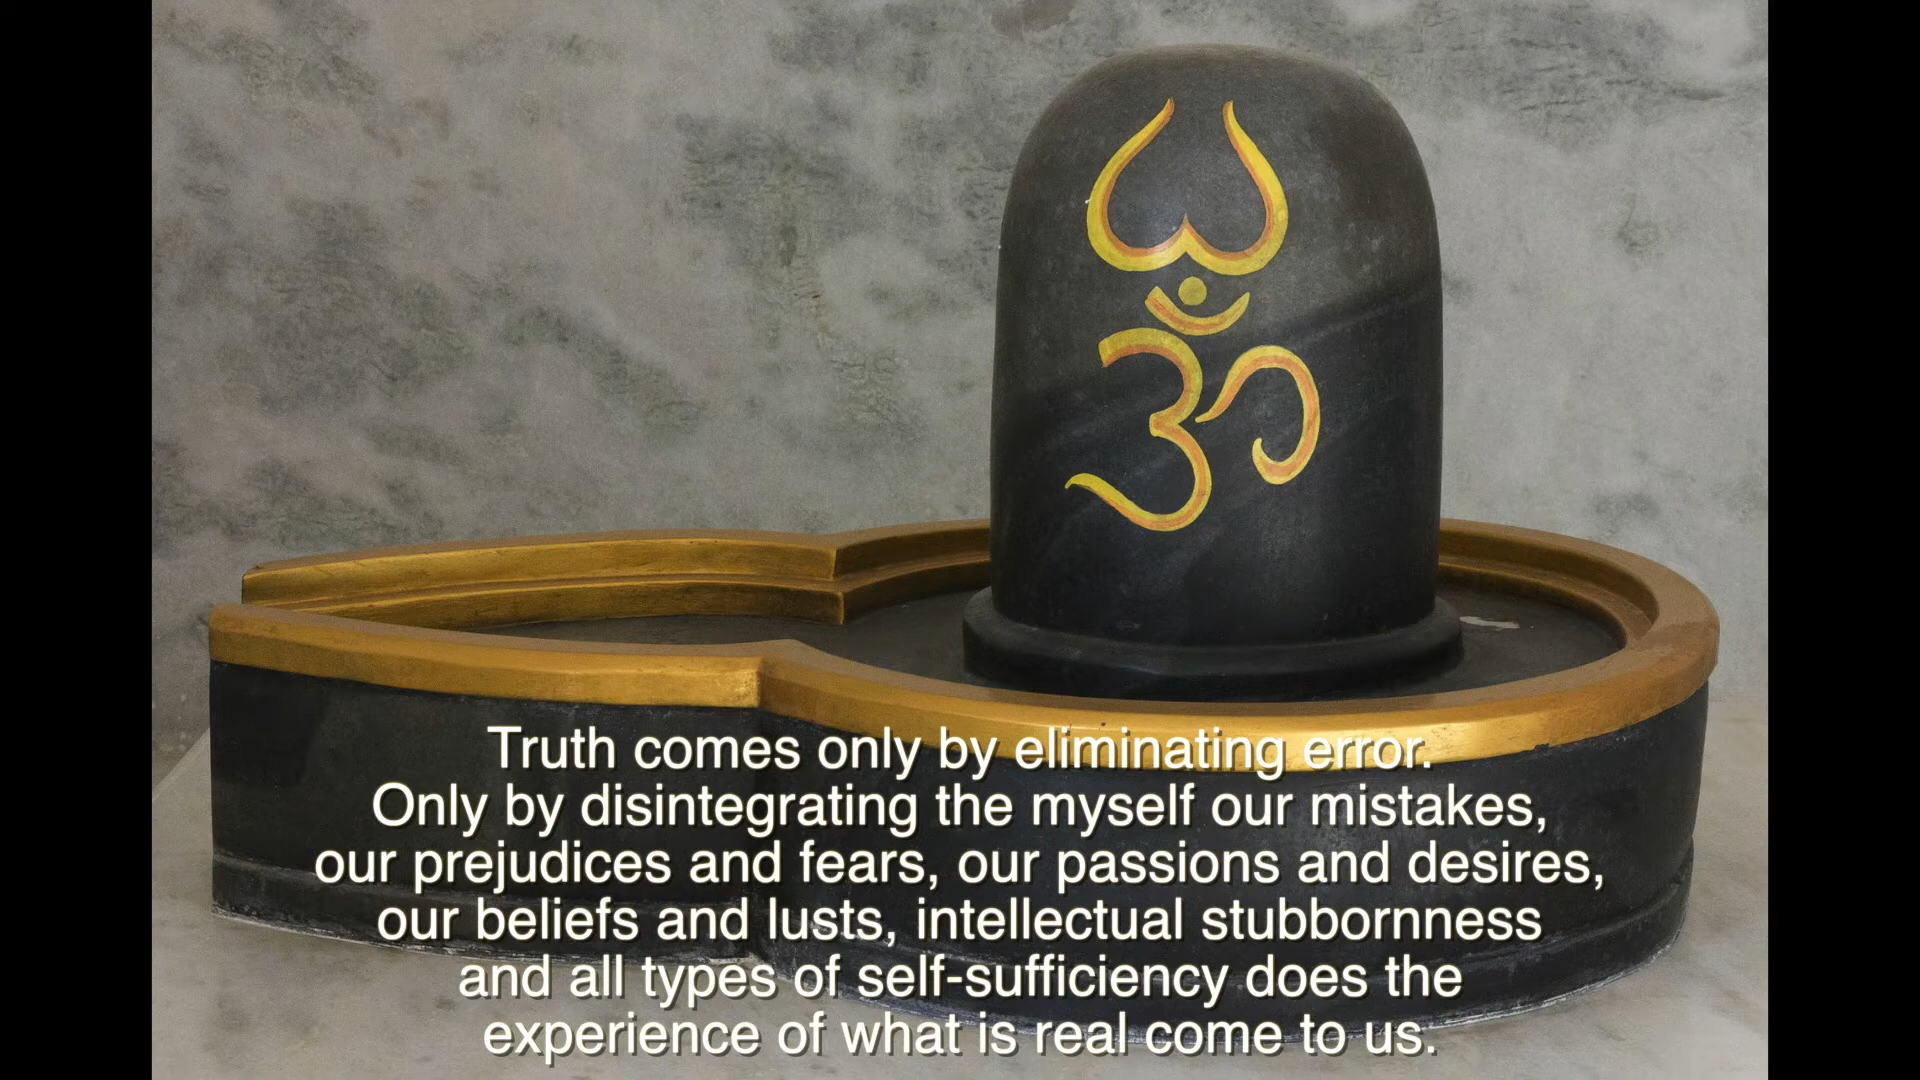 ॐ
Truth comes only by eliminating error.
Only by disintegrating the myself our mistakes,
our prejudices and fears, our passions and desires,
our beliefs and lusts, intellectual stubbornness
and all types of self-sufficiency does the
experience of what is real come to us.